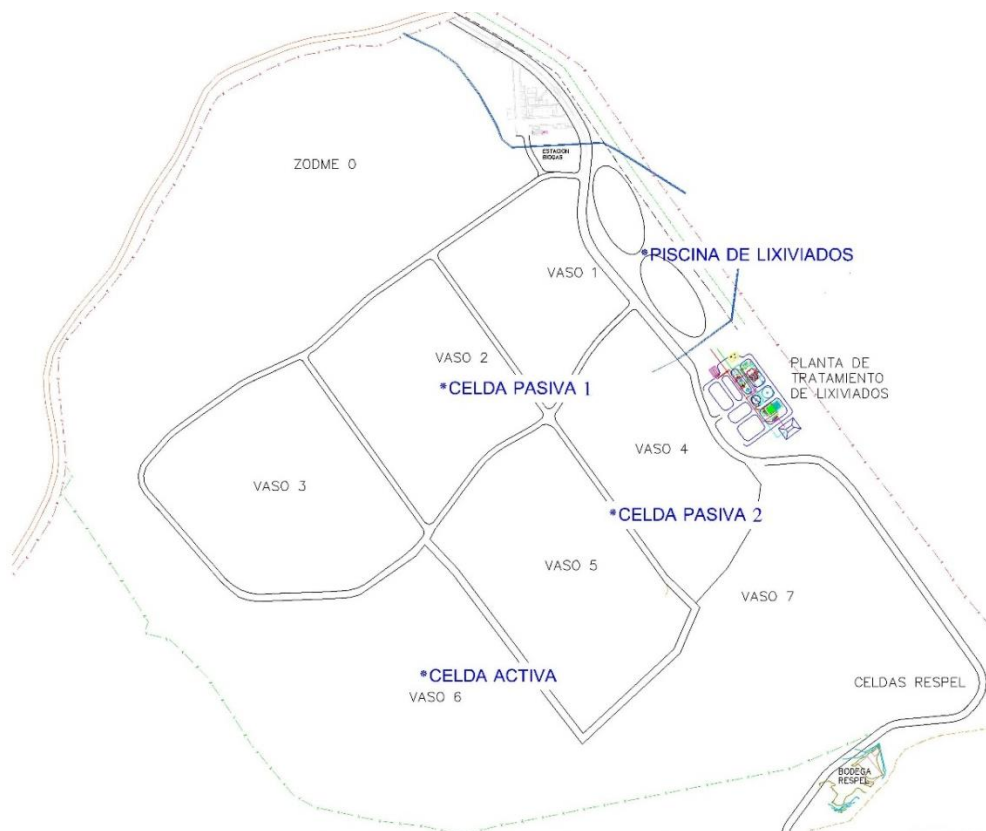 ESTACION
BIOGAS
ZODME 0
*PISCINA DE LIXIVIADOS
VASO 1
VASO 2
*CELDA PASIVA 1
PLANTA DE
TRATAMIENTO
DE LIXIVIADOS
VASO 4
VASO 3
*CELDA PASIVA 2
VASO 5
VASO 7
*CELDA ACTIVA
VASO 6
CELDAS RESPEL
BODEGA
RESPEL